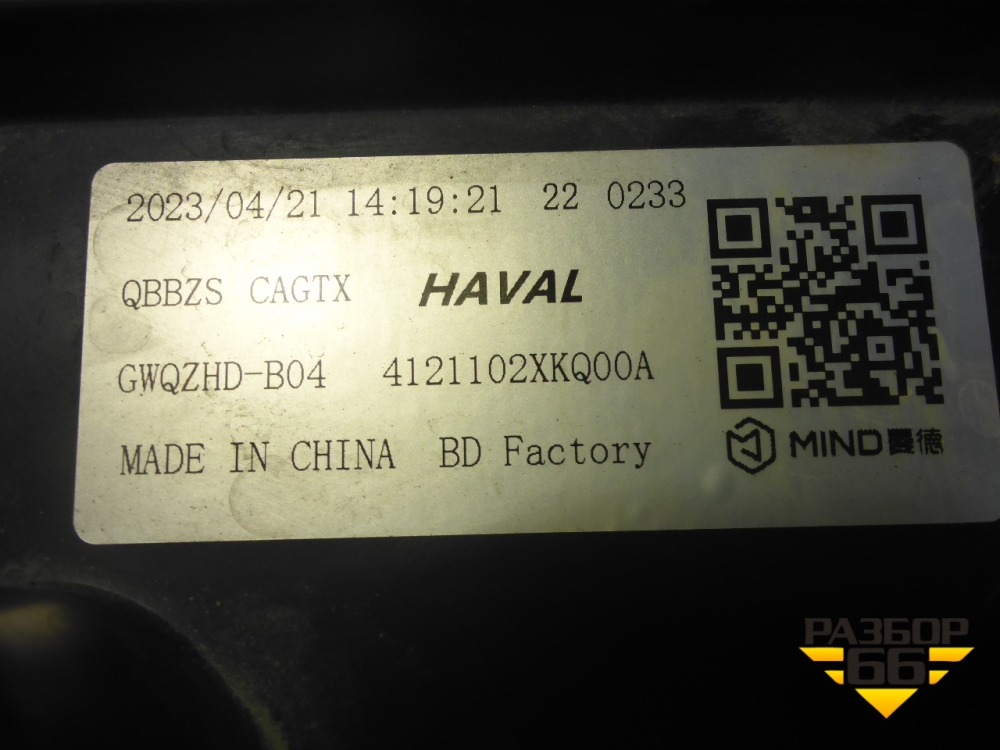 2023/04/21 14:19:21 22 0233
QBBZS CAGTX HAVAL
GWQZHD-B04 4121102XKQ00A
MADE IN CHINA BD Factory
MIND曼德
РАЗБОР
66